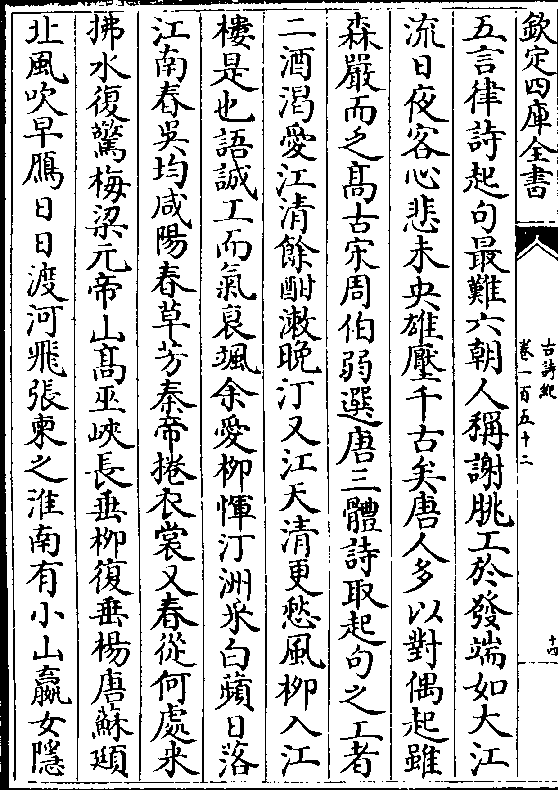 欽定四庫全書
古詩紀
卷一百五十二
十四
五言律詩起句最難六朝人稱謝朓工於發端如大江
流日夜客心悲未央雄壓千古矣唐人多以對偶起雖
森嚴而乏高古宋周伯弱選唐三體詩取起句之工者
二酒渴愛江清餘酣漱晚汀又江天清更愁風柳入江
樓是也語誠工而氣裒颯余愛柳惲汀洲采白蘋日落
江南春吳均咸陽春草芳秦帝捲衣裳又春從何處來
拂水復驚梅梁元帝山高巫峽長垂柳復垂楊唐蘇頲
北風吹早鴈日日渡河飛張柬之淮南有小山嬴女隱